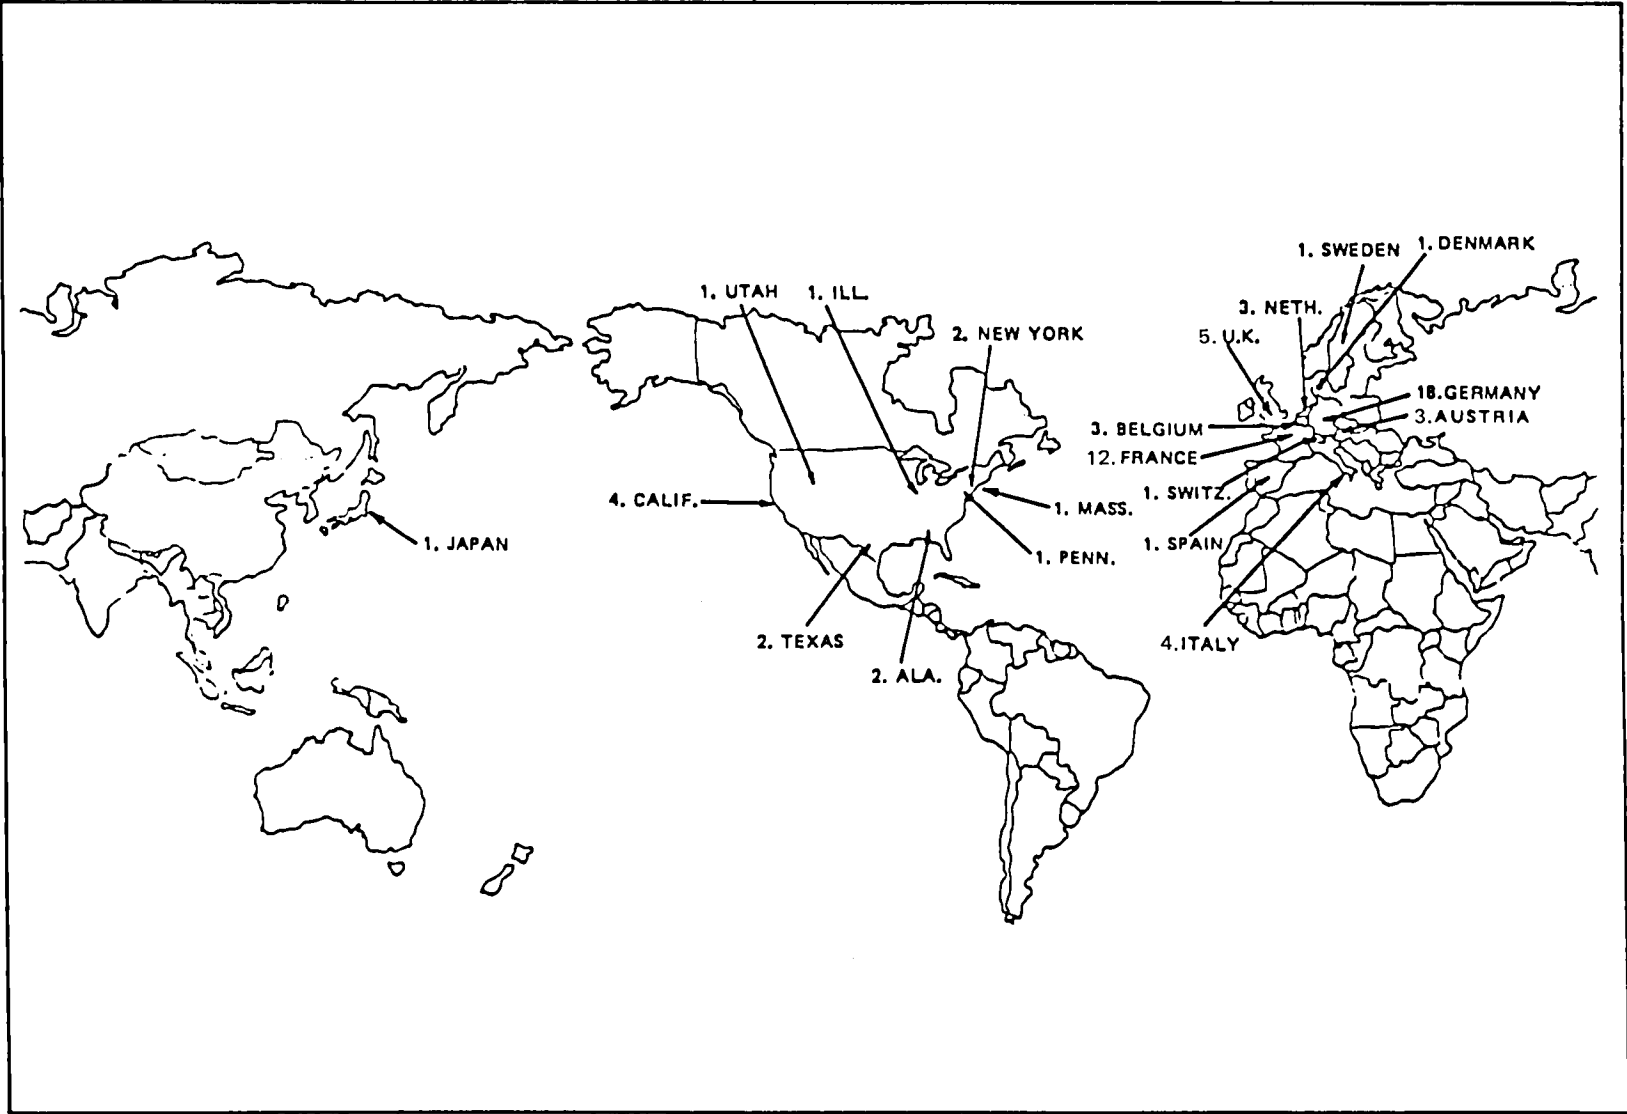 1. SWEDEN
1. DENMARK
1. UTAH
1. ILL.
3. NETH.
2. NEW YORK
5. U.K.
18. GERMANY
3. AUSTRIA
3. BELGIUM
12. FRANCE
1. SWITZ.
4. CALIF.
1. MASS.
1. JAPAN
1. PENN.
1. SPAIN
2. TEXAS
4. ITALY
2. ALA.